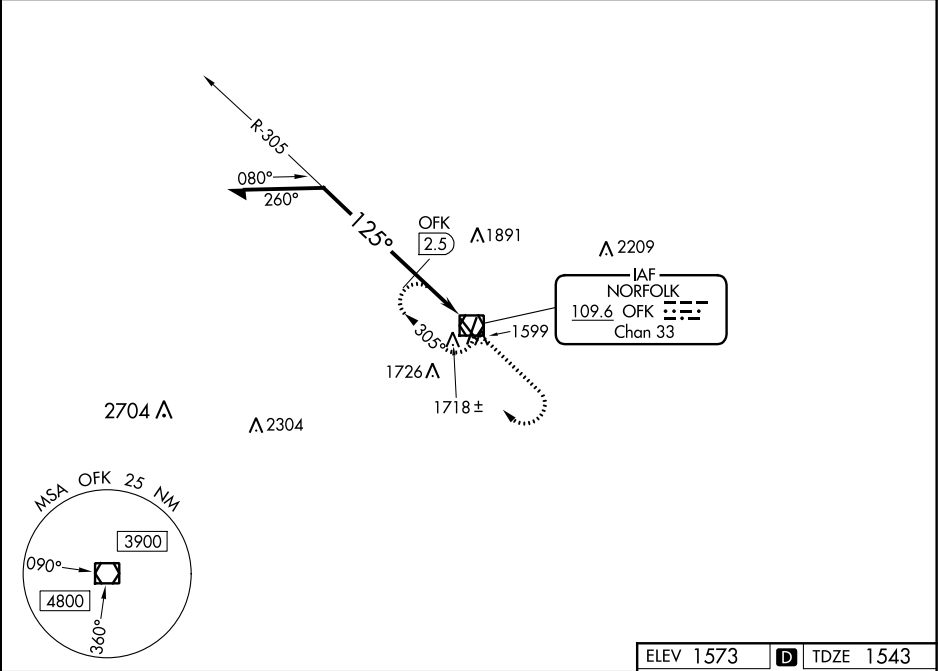 R-305
080°
260°
125°
OFK
2.5
1891
2209
IAF
NORFOLK
109.6 OFK
Chan 33
305°
1599
1726
1718±
2704
2304
MSA OFK 25 NM
3900
090°
4800
360°
ELEV 1573 D TDZE 1543